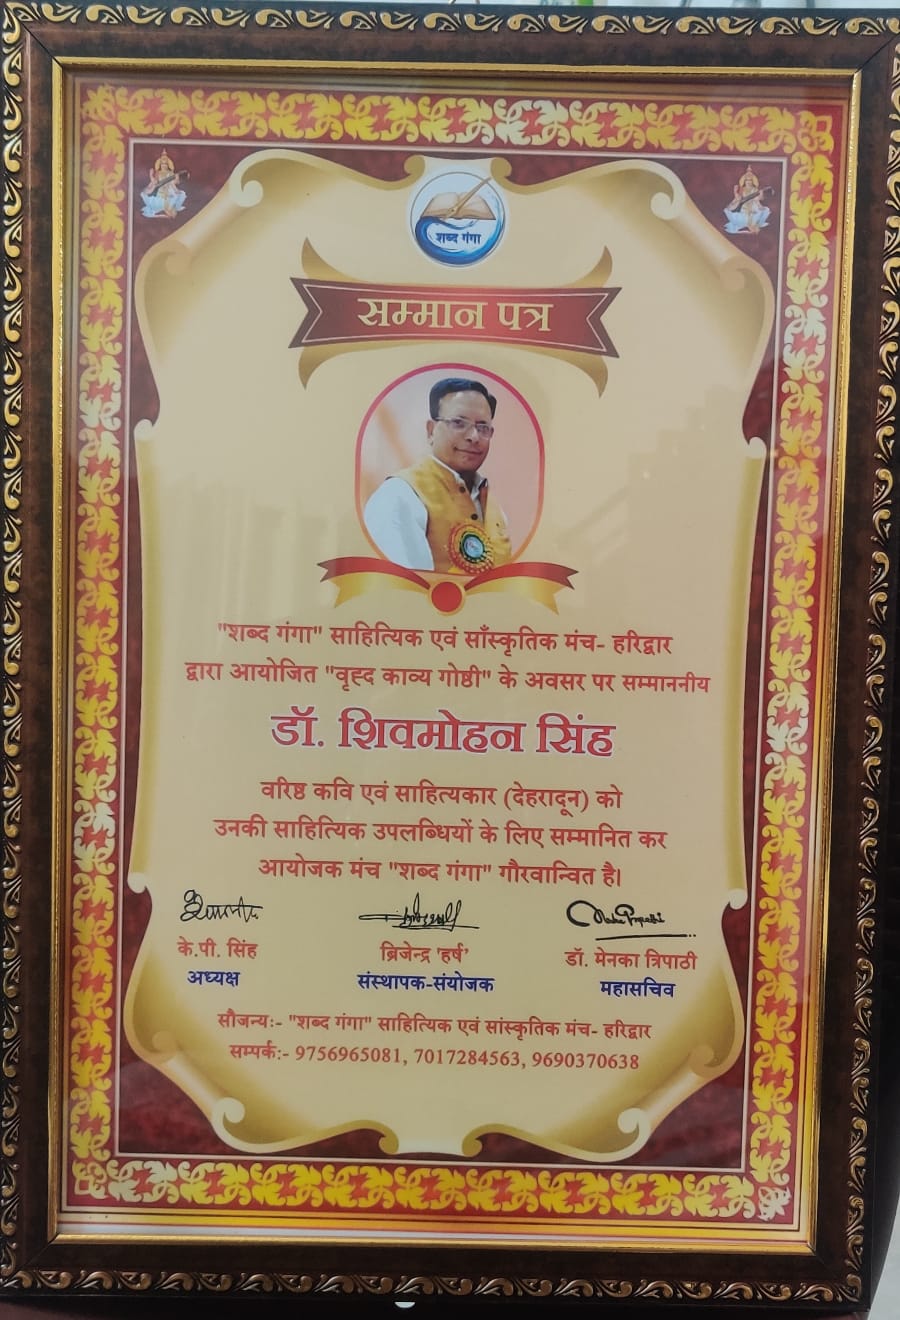 शब्द गंगा
सम्मान पत्र
"शब्द गंगा" साहित्यिक एवं साँस्कृतिक मंच- हरिद्वार
द्वारा आयोजित "वृह्द काव्य गोष्ठी" के अवसर पर सम्माननीय
डॉ. शिवमोहन सिंह
वरिष्ठ कवि एवं साहित्यकार (देहरादून) को
उनकी साहित्यिक उपलब्धियों के लिए सम्मानित कर
आयोजक मंच "शब्द गंगा" गौरवान्वित है।
के.पी. सिंह ब्रिजेन्द्र 'हर्ष' डॉ. मेनका त्रिपाठी
अध्यक्ष संस्थापक-संयोजक महासचिव
सौजन्यः- "शब्द गंगा" साहित्यिक एवं सांस्कृतिक मंच- हरिद्वार
सम्पर्कः- 9756965081, 7017284563, 9690370638